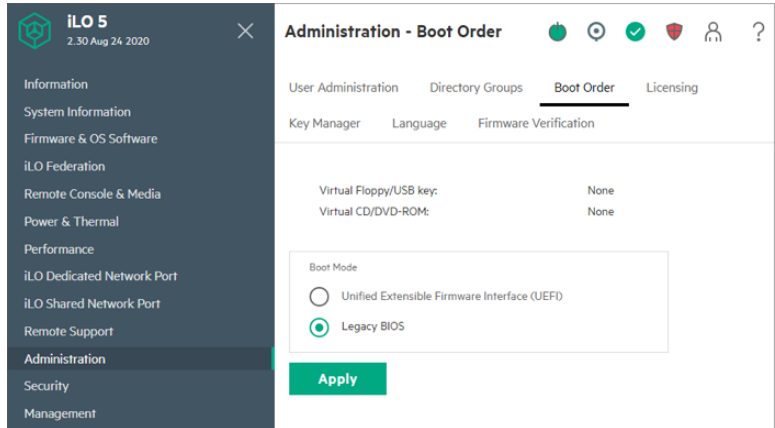 iLO 5
2.30 Aug 24 2020
Information
System Information
Firmware & OS Software
iLO Federation
Remote Console & Media
Power & Thermal
Performance
iLO Dedicated Network Port
iLO Shared Network Port
Remote Support
Administration
Security
Management
Administration - Boot Order
?
User Administration Directory Groups Boot Order Licensing
Key Manager Language Firmware Verification
Virtual Floppy/USB key: None
Virtual CD/DVD-ROM: None
Boot Mode
Unified Extensible Firmware Interface (UEFI)
Legacy BIOS
Apply